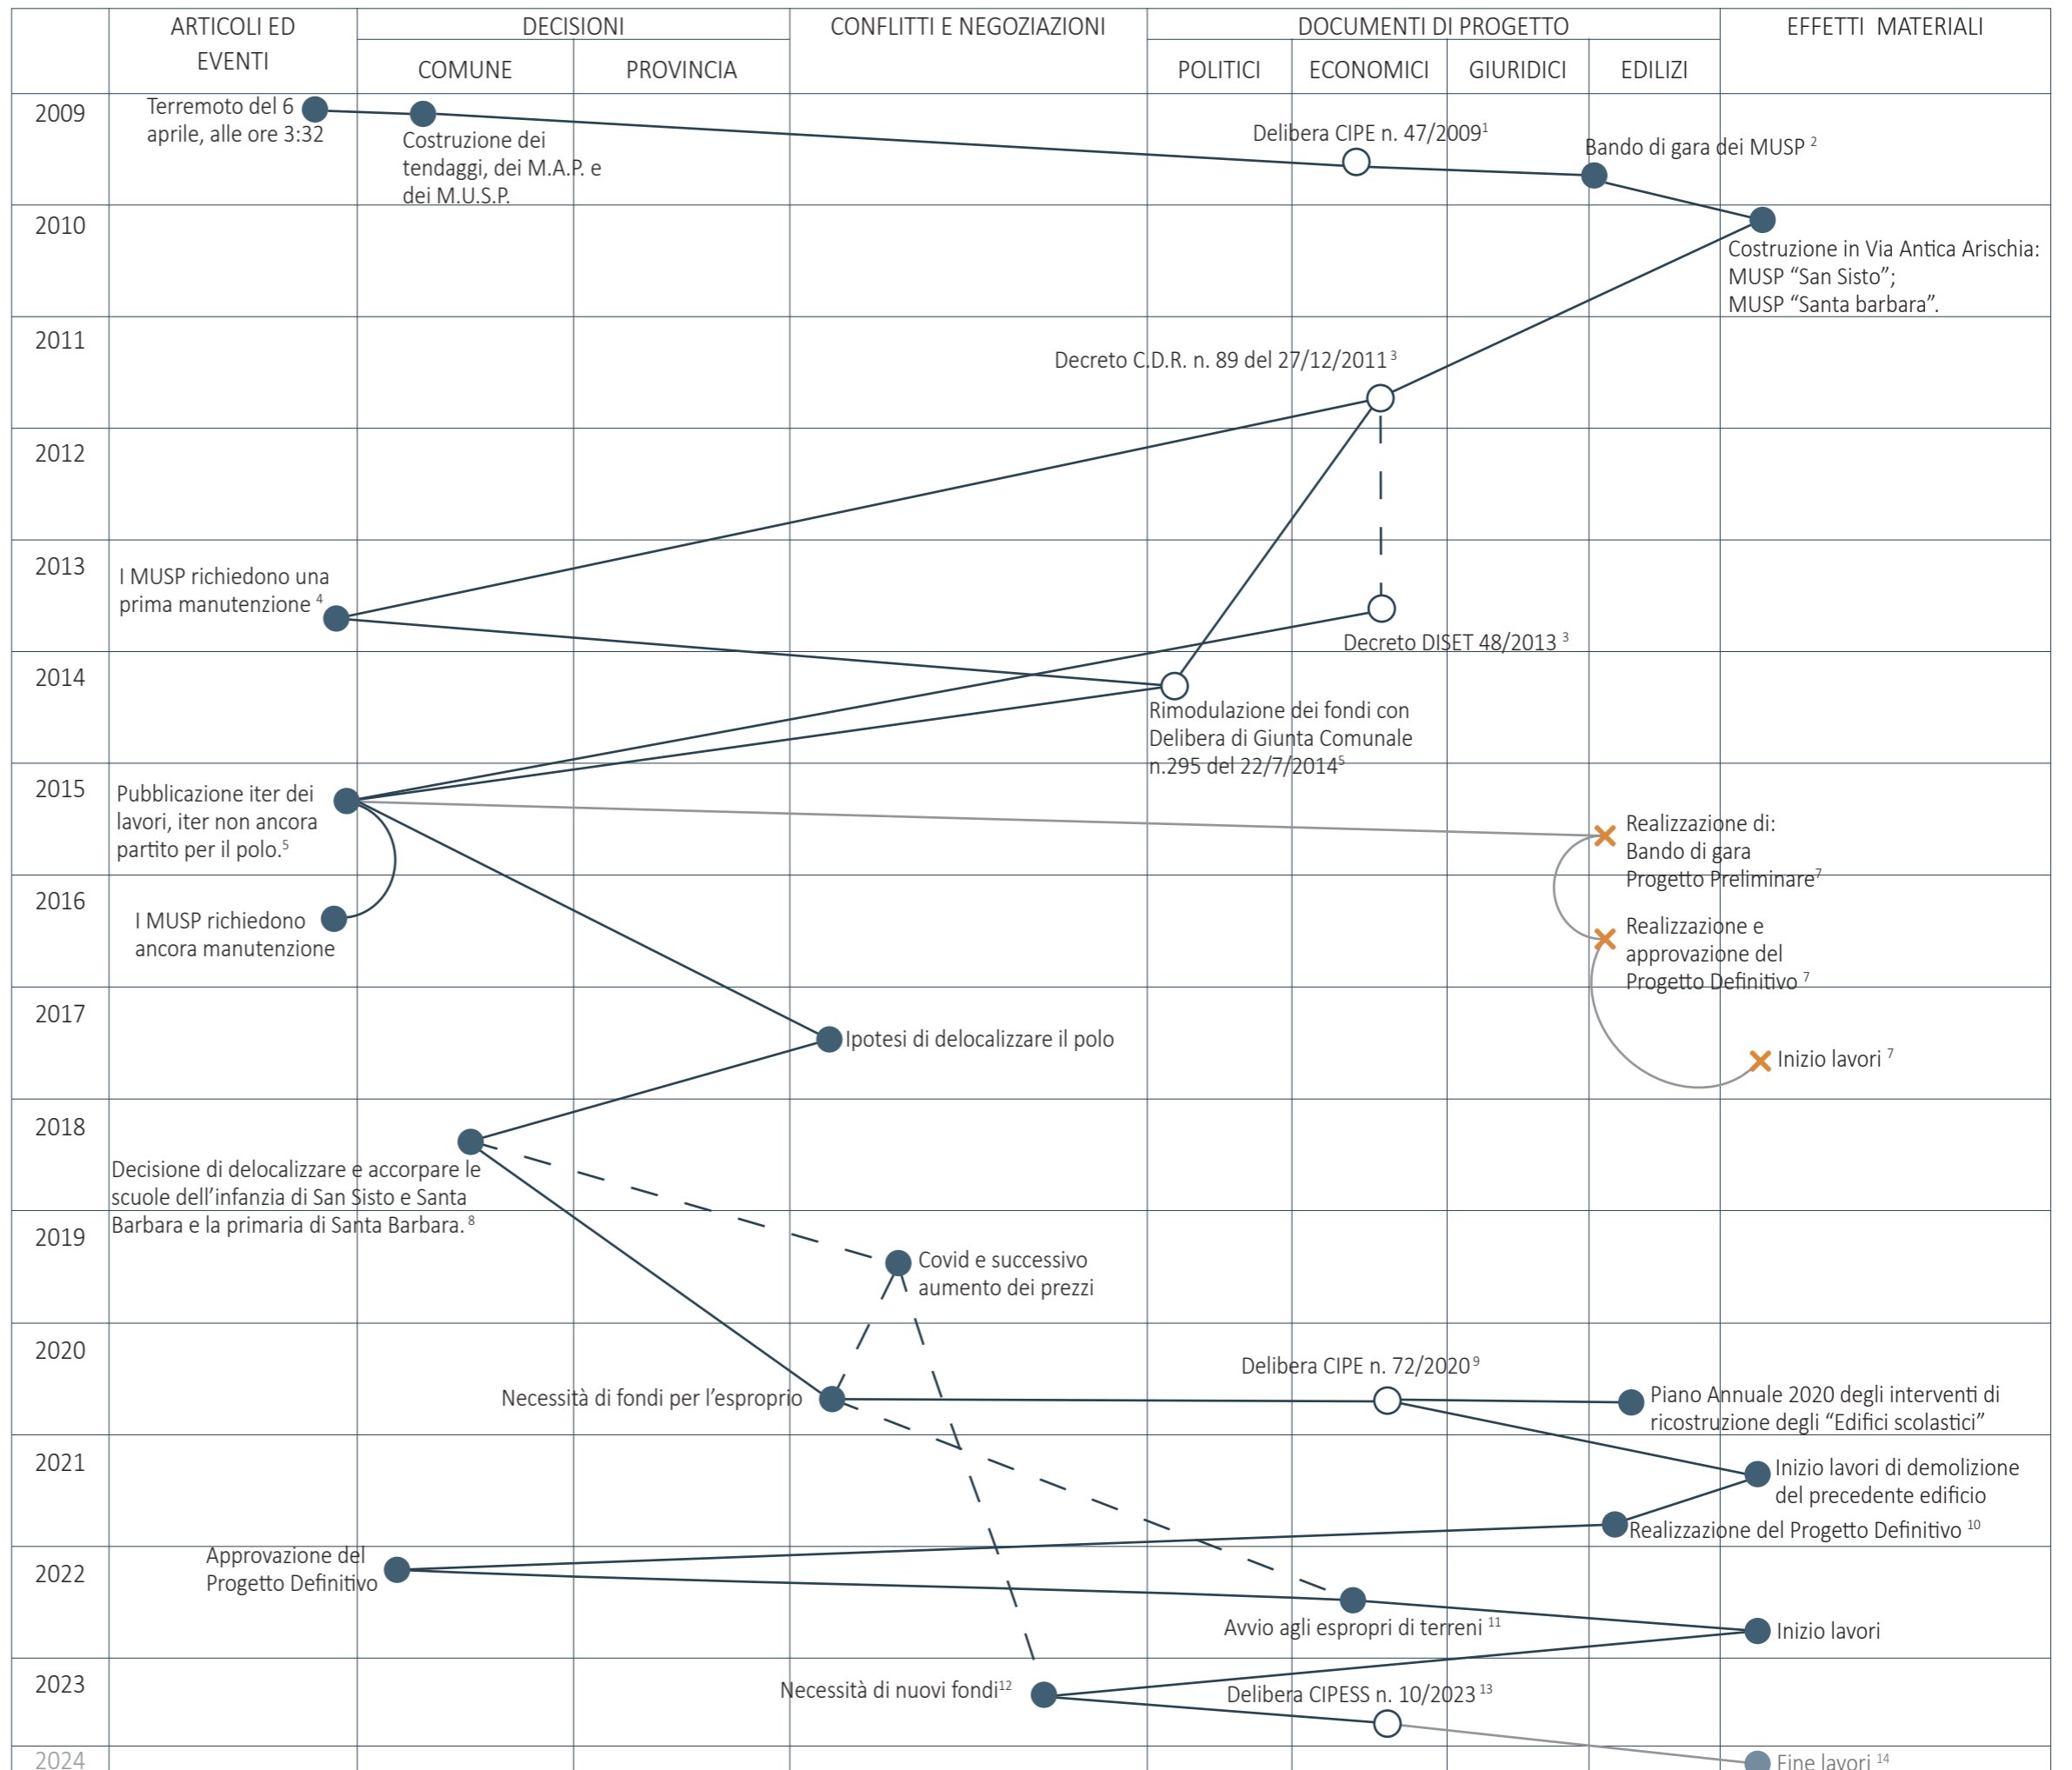 ARTICOLI ED
EVENTI
DECISIONI
COMUNE
PROVINCIA
CONFLITTI E NEGOZIAZIONI
DOCUMENTI DI PROGETTO
POLITICI
ECONOMICI
GIURIDICI
EDILIZI
EFFETTI MATERIALI
2009
Terremoto del 6
aprile, alle ore 3:32
Costruzione dei
tendaggi, dei M.A.P. e
dei M.U.S.P.
Delibera CIPE n. 47/2009¹
Bando di gara dei MUSP ²
2010
Costruzione in Via Antica Arischia:
MUSP “San Sisto”;
MUSP “Santa barbara”.
2011
Decreto C.D.R. n. 89 del 27/12/2011³
2012
2013
I MUSP richiedono una
prima manutenzione ⁴
Decreto DISET 48/2013 ³
2014
Rimodulazione dei fondi con
Delibera di Giunta Comunale
n.295 del 22/7/2014⁵
2015
Pubblicazione iter dei
lavori, iter non ancora
partito per il polo.⁵
Realizzazione di:
Bando di gara
Progetto Preliminare⁷
2016
I MUSP richiedono
ancora manutenzione
Realizzazione e
approvazione del
Progetto Definitivo ⁷
2017
Ipotesi di delocalizzare il polo
Inizio lavori ⁷
2018
Decisione di delocalizzare e accorpare le
scuole dell’infanzia di San Sisto e Santa
Barbara e la primaria di Santa Barbara. ⁸
2019
Covid e successivo
aumento dei prezzi
2020
Necessità di fondi per l’esproprio
Delibera CIPE n. 72/2020⁹
Piano Annuale 2020 degli interventi di
ricostruzione degli “Edifici scolastici”
2021
Inizio lavori di demolizione
del precedente edificio
Realizzazione del Progetto Definitivo ¹⁰
2022
Approvazione del
Progetto Definitivo
Avvio agli espropri di terreni ¹¹
Inizio lavori
2023
Necessità di nuovi fondi¹²
Delibera CIPESS n. 10/2023 ¹³
2024
Fine lavori ¹⁴